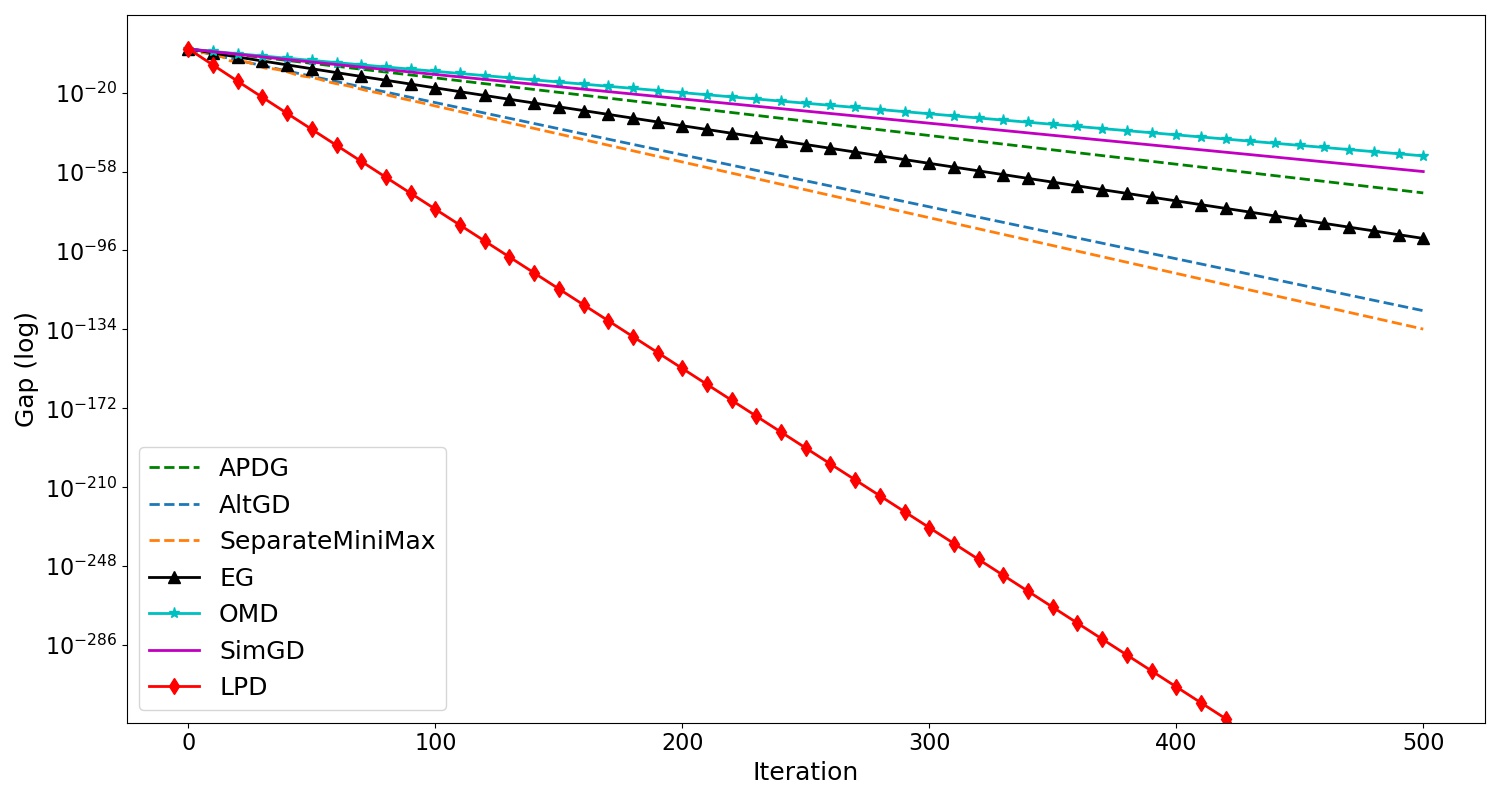 Gap (log)
10^-20
10^-58
10^-96
10^-134
10^-172
10^-210
10^-248
10^-286
APDG
AltGD
SeparateMiniMax
EG
OMD
SimGD
LPD
0 100 200 300 400 500
Iteration